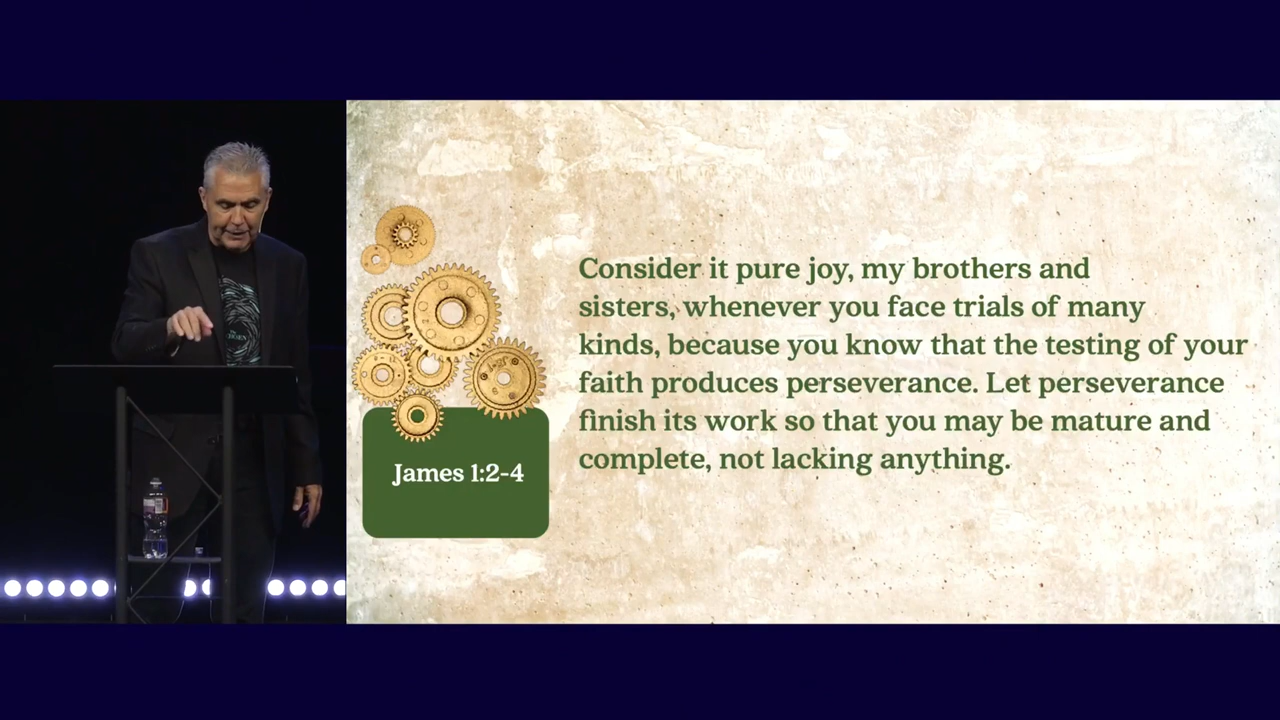 Consider it pure joy, my brothers and
sisters, whenever you face trials of many
kinds, because you know that the testing of your
faith produces perseverance. Let perseverance
finish its work so that you may be mature and
complete, not lacking anything.
James 1:2-4